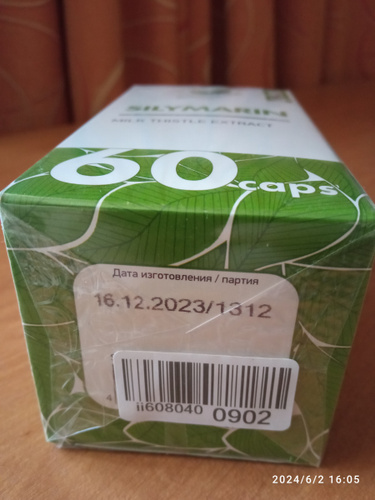 SILYMARIN
MILK THISTLE EXTRACT
60 caps
Дата изготовления / партия
16.12.2023/1312
ii608040 0902
2024/6/2 16:05